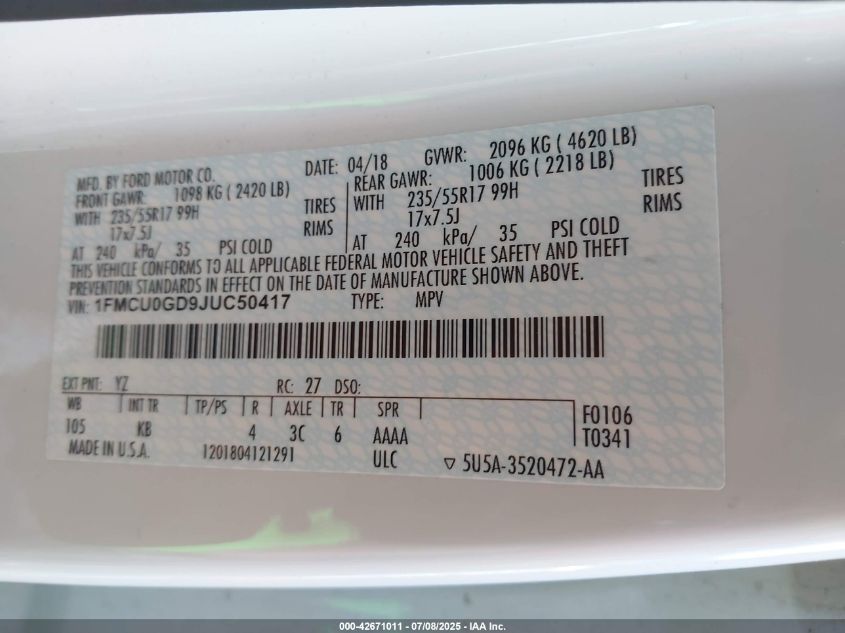 MFD. BY FORD MOTOR CO. DATE: 04/18 GVWR: 2096 KG ( 4620 LB)
FRONT GAWR: 1098 KG ( 2420 LB) REAR GAWR: 1006 KG ( 2218 LB)
WITH 235/55R17 99H TIRES WITH 235/55R17 99H TIRES
17x7.5J RIMS 17x7.5J RIMS
AT 240 kPa/ 35 PSI COLD AT 240 kPa/ 35 PSI COLD
THIS VEHICLE CONFORMS TO ALL APPLICABLE FEDERAL MOTOR VEHICLE SAFETY AND THEFT
PREVENTION STANDARDS IN EFFECT ON THE DATE OF MANUFACTURE SHOWN ABOVE.
VIN: 1FMCU0GD9JUC50417 TYPE: MPV
EXT PNT: YZ RC: 27 DSO:
WB INT TR TP/PS R AXLE TR SPR F0106
105 KB 4 3C 6 AAAA T0341
MADE IN U.S.A. 1201804121291 ULC ▽ 5U5A-3520472-AA
000-42671011 - 07/08/2025 - IAA Inc.